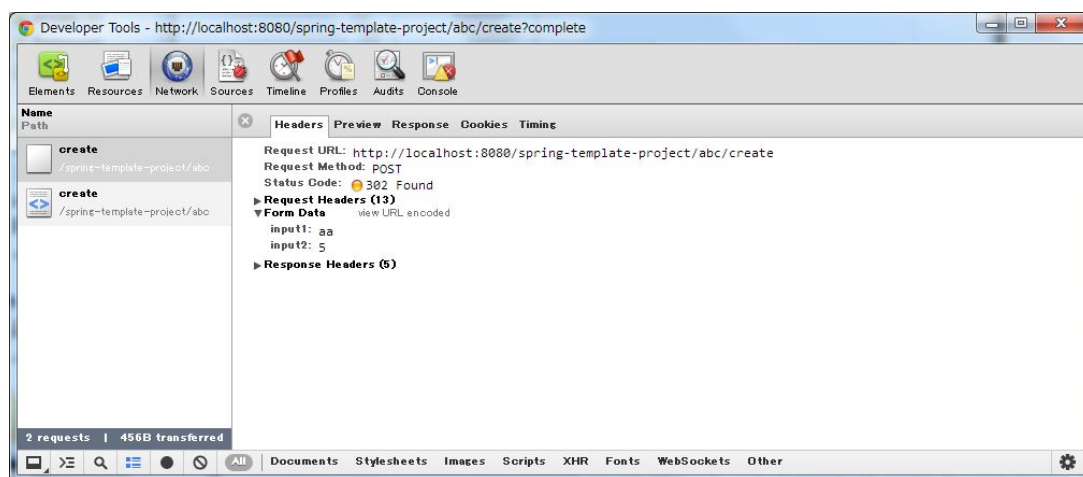 Developer Tools - http://localhost:8080/spring-template-project/abc/create?complete
Elements Resources Network Sources Timeline Profiles Audits Console
Name
Path
Headers Preview Response Cookies Timing
create
/spring-template-project/abc
create
/spring-template-project/abc
Request URL: http://localhost:8080/spring-template-project/abc/create
Request Method: POST
Status Code: 302 Found
▶Request Headers (13)
▼Form Data view URL encoded
input1: aa
input2: 5
▶Response Headers (5)
2 requests | 456B transferred
All Documents Stylesheets Images Scripts XHR Fonts WebSockets Other